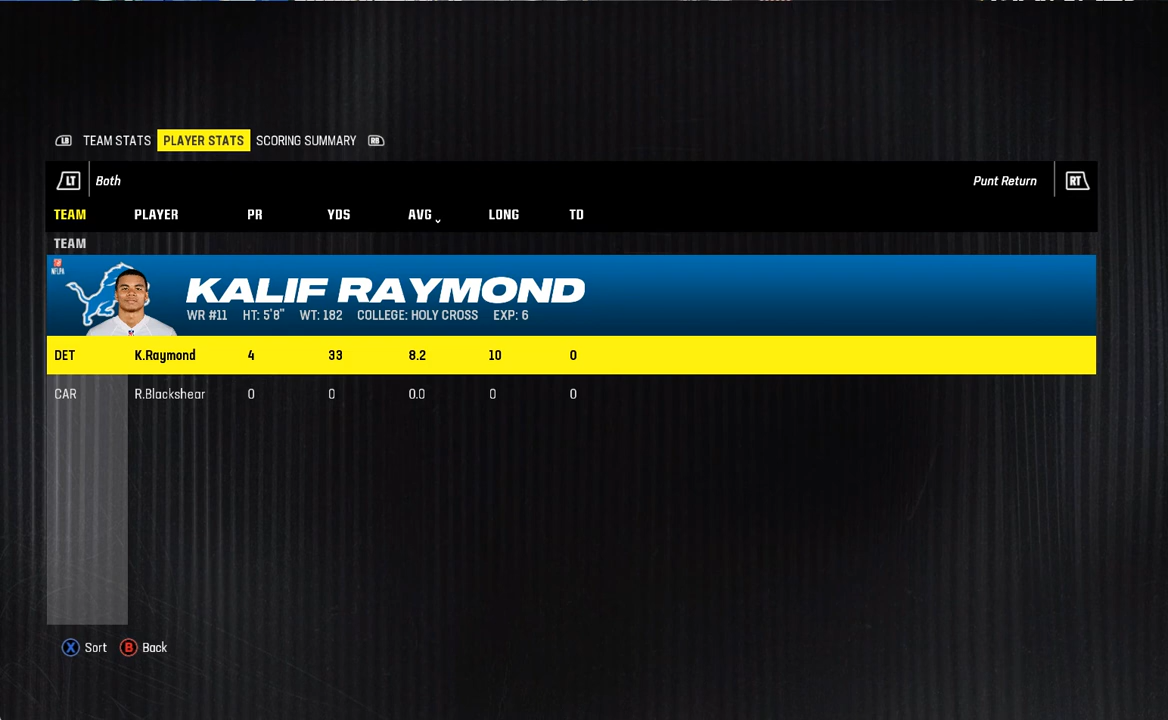 LB TEAM STATS PLAYER STATS SCORING SUMMARY RB
LT Both Punt Return RT
TEAM PLAYER PR YDS AVG LONG TD
TEAM
NFLPA
KALIF RAYMOND
WR #11 HT: 5'8" WT: 182 COLLEGE: HOLY CROSS EXP: 6
DET K.Raymond 4 33 8.2 10 0
CAR R.Blackshear 0 0 0.0 0 0
X Sort B Back